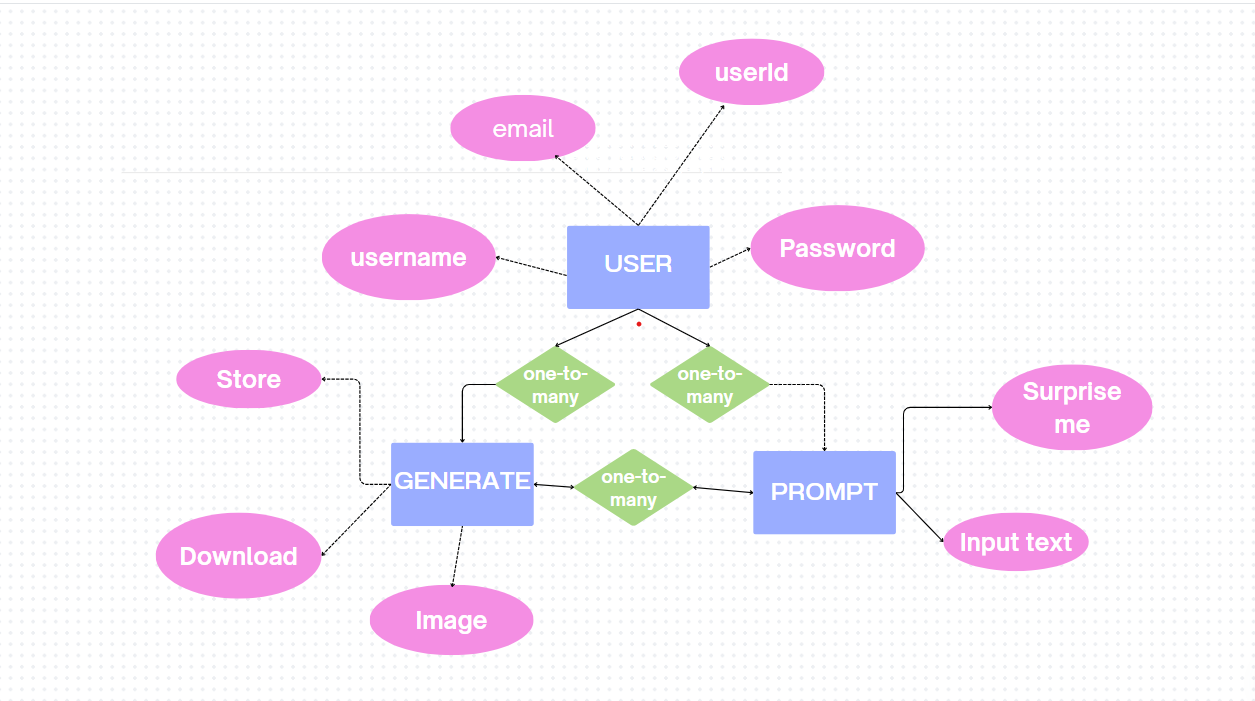 userId
email
username
USER
Password
one-to-
many
one-to-
many
Store
Surprise
me
GENERATE
one-to-
many
PROMPT
Input text
Download
Image